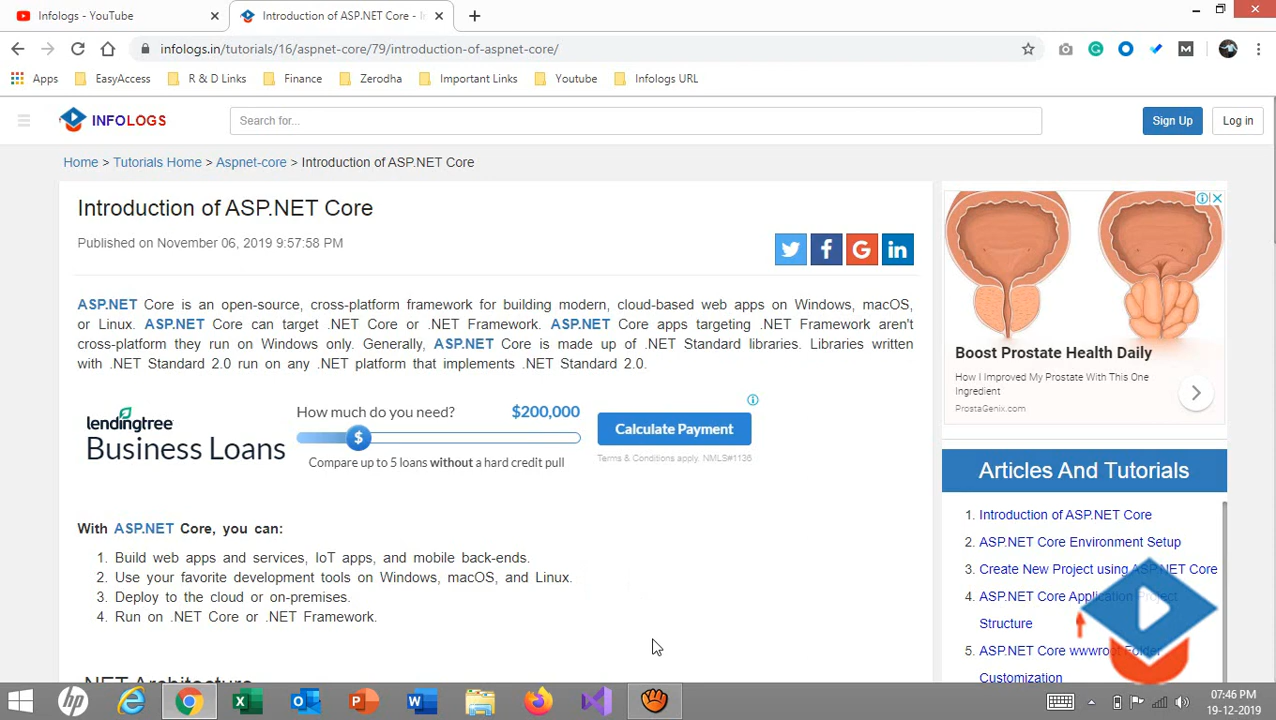 Infologs - YouTube
Introduction of ASP.NET Core - I
infologs.in/tutorials/16/aspnet-core/79/introduction-of-aspnet-core/
Apps EasyAccess R & D Links Finance Zerodha Important Links Youtube Infologs URL
INFOLOGS Search for... Sign Up Log in
Home > Tutorials Home > Aspnet-core > Introduction of ASP.NET Core
Introduction of ASP.NET Core
Published on November 06, 2019 9:57:58 PM
ASP.NET Core is an open-source, cross-platform framework for building modern, cloud-based web apps on Windows, macOS,
or Linux. ASP.NET Core can target .NET Core or .NET Framework. ASP.NET Core apps targeting .NET Framework aren't
cross-platform they run on Windows only. Generally, ASP.NET Core is made up of .NET Standard libraries. Libraries written
with .NET Standard 2.0 run on any .NET platform that implements .NET Standard 2.0.
lendingtree
Business Loans
How much do you need? $200,000
$
Compare up to 5 loans without a hard credit pull
Calculate Payment
Terms & Conditions apply. NMLS#1136
With ASP.NET Core, you can:
1. Build web apps and services, IoT apps, and mobile back-ends.
2. Use your favorite development tools on Windows, macOS, and Linux.
3. Deploy to the cloud or on-premises.
4. Run on .NET Core or .NET Framework.
.NET Architecture
Boost Prostate Health Daily
How I Improved My Prostate With This One
Ingredient
ProstaGenix.com
Articles And Tutorials
1. Introduction of ASP.NET Core
2. ASP.NET Core Environment Setup
3. Create New Project using ASP.NET Core
4. ASP.NET Core Application Project
Structure
5. ASP.NET Core wwwroot Folder
Customization
07:46 PM
19-12-2019